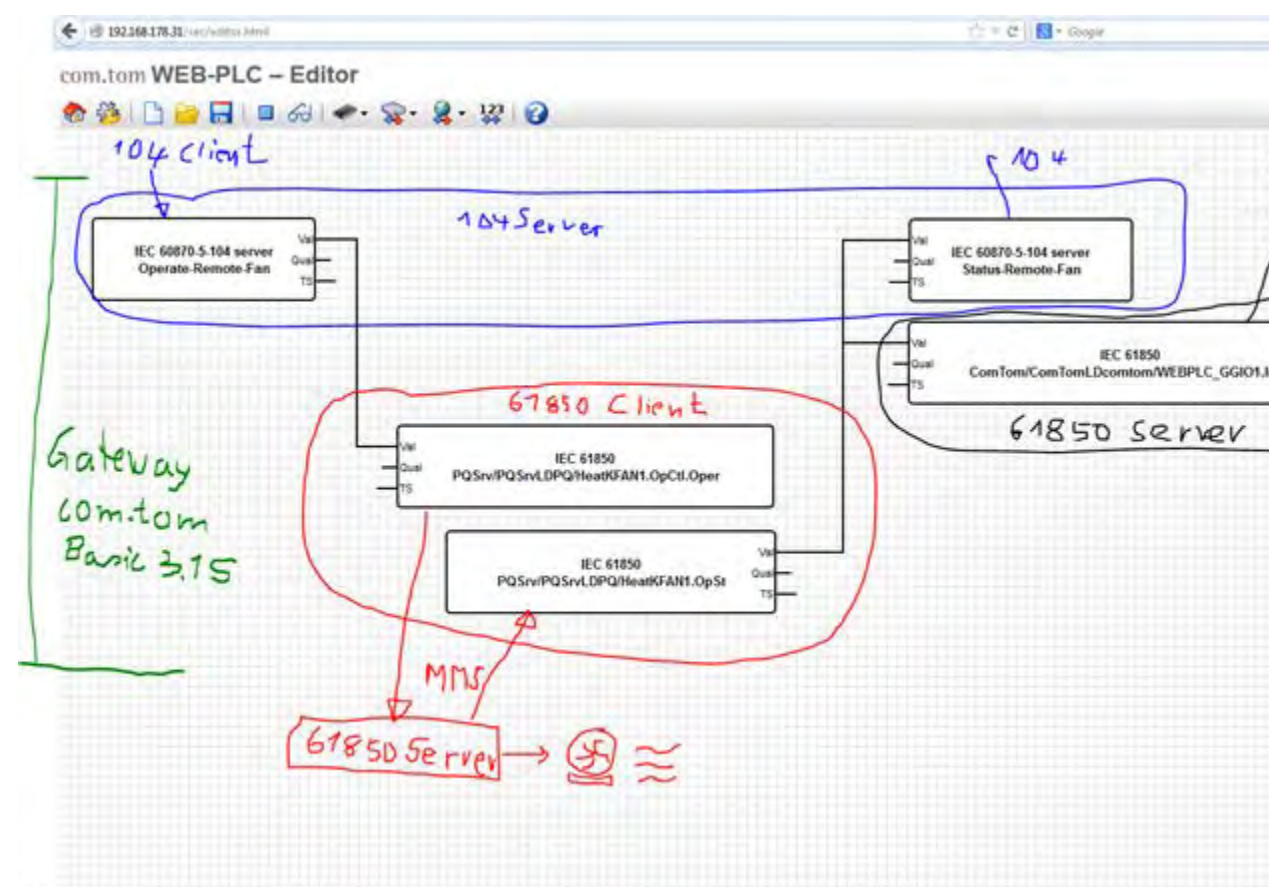 192.168.178.31/iec/editor.html
Google
com.tom WEB-PLC – Editor
123
104 Client
104
104 Server
IEC 60870-5-104 server
Operate-Remote-Fan
Val
Qual
TS
Val
Qual
TS
IEC 60870-5-104 server
Status-Remote-Fan
Val
Qual
TS
IEC 61850
ComTom/ComTomLDcomtom/WEBPLC_GGIO1.
61850 Server
61850 Client
Val
Qual
TS
IEC 61850
PQSrv/PQSrvLDPQ/HeatKFAN1.OpCtl.Oper
IEC 61850
PQSrv/PQSrvLDPQ/HeatKFAN1.OpSt
Val
Qual
TS
Gateway
com.tom
Basic 3.15
MMS
61850 Server